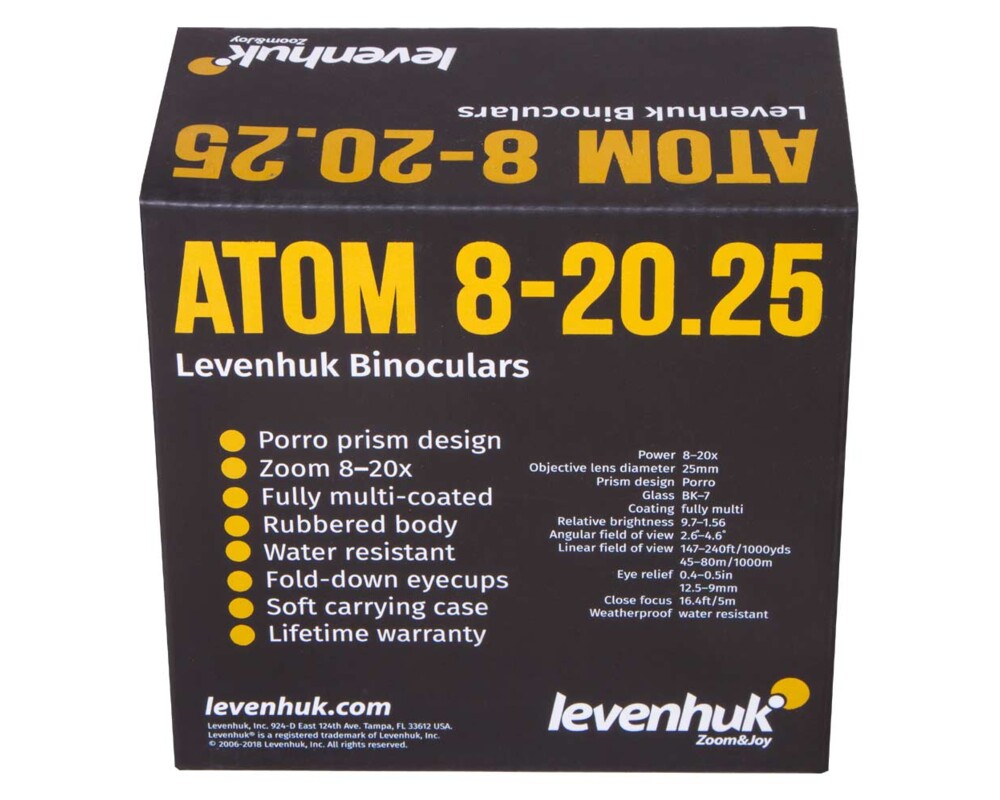 levenhuk
Zoom&Joy
Levenhuk Binoculars
ATOM 8-20.25
ATOM 8-20.25
Levenhuk Binoculars
Porro prism design
Zoom 8–20x
Fully multi-coated
Rubbered body
Water resistant
Fold-down eyecups
Soft carrying case
Lifetime warranty
Power 8–20x
Objective lens diameter 25mm
Prism design Porro
Glass BK-7
Coating fully multi
Relative brightness 9.7–1.56
Angular field of view 2.6–4.6°
Linear field of view 147–240ft/1000yds
45–80m/1000m
Eye relief 0.4–0.5in
12.5–9mm
Close focus 16.4ft/5m
Weatherproof water resistant
levenhuk.com
Levenhuk, Inc. 924-D East 124th Ave. Tampa, FL 33612 USA.
Levenhuk® is a registered trademark of Levenhuk, Inc.
© 2006-2018 Levenhuk, Inc. All rights reserved.
levenhuk
Zoom&Joy